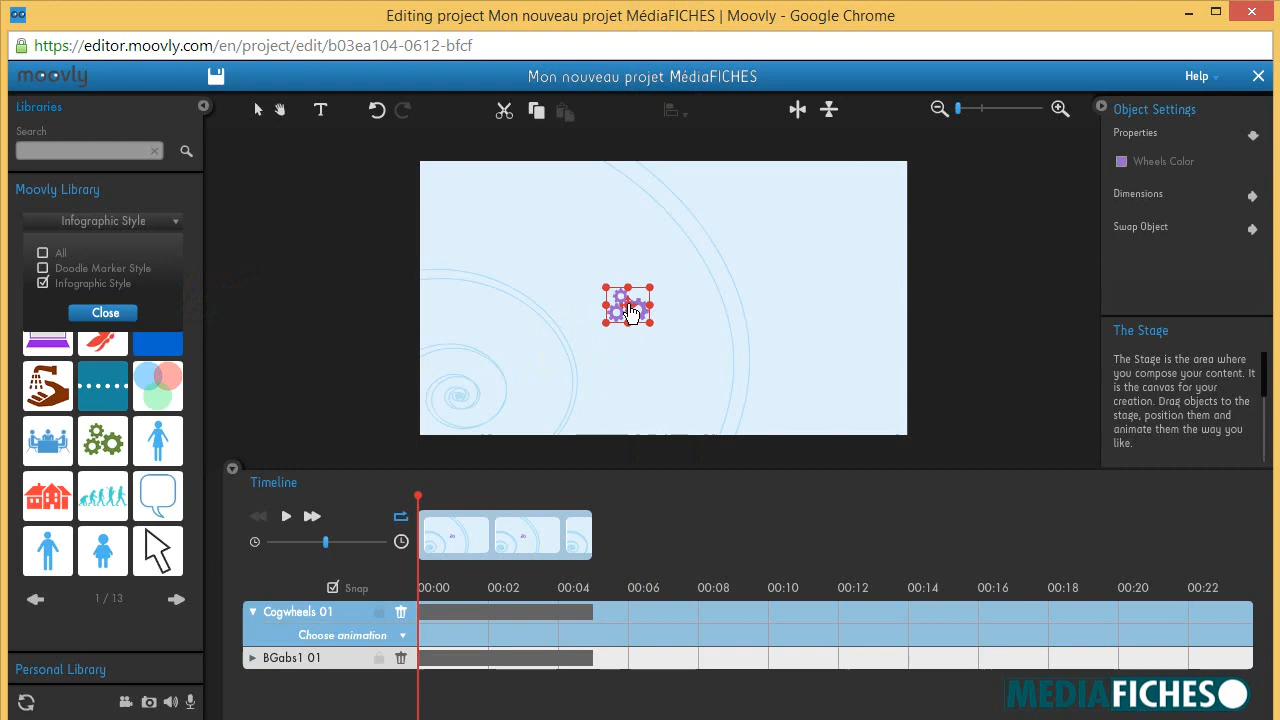 Editing project Mon nouveau projet MédiaFICHES | Moovly - Google Chrome
https://editor.moovly.com/en/project/edit/b03ea104-0612-bfcf
moovly
Mon nouveau projet MédiaFICHES
Help
Libraries
Search
Moovly Library
Infographic Style
All
Doodle Marker Style
Infographic Style
Close
1 / 13
Personal Library
T
Object Settings
Properties
Wheels Color
Dimensions
Swap Object
The Stage
The Stage is the area where
you compose your content. It
is the canvas for your
creation. Drag objects to the
stage, position them and
animate them the way you
like.
Timeline
Snap
00:00 00:02 00:04 00:06 00:08 00:10 00:12 00:14 00:16 00:18 00:20 00:22
Cogwheels 01
Choose animation
BGabs1 01
MEDIAFICHES